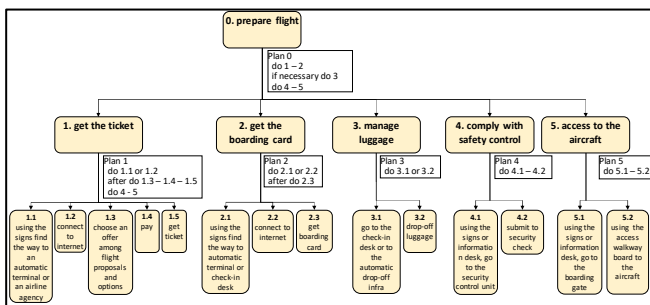 0. prepare flight
Plan 0
do 1 – 2
if necessary do 3
do 4 – 5
1. get the ticket
2. get the
boarding card
3. manage
luggage
4. comply with
safety control
5. access to the
aircraft
Plan 1
do 1.1 or 1.2
after do 1.3 – 1.4 – 1.5
do 4 - 5
Plan 2
do 2.1 or 2.2
after do 2.3
Plan 3
do 3.1 or 3.2
Plan 4
do 4.1 – 4.2
Plan 5
do 5.1 – 5.2
1.1
using the
signs find
the way to
an
automatic
terminal or
an airline
agency
1.2
connect
to
internet
1.3
choose an
offer
among
flight
proposals
and
options
1.4
pay
1.5
get
ticket
2.1
using the
signs find
the way to
automatic
terminal or
check-in
desk
2.2
connect to
internet
2.3
get
boarding
card
3.1
go to the
check-in
desk or to
the
automatic
drop-off
infra
3.2
drop-off
luggage
4.1
using the
signs or
informati
on desk,
go to the
security
control unit
4.2
submit to
security
check
5.1
using the
signs or
information
desk, go to
the
boarding
gate
5.2
using the
access
walkway
board to
the
aircraft